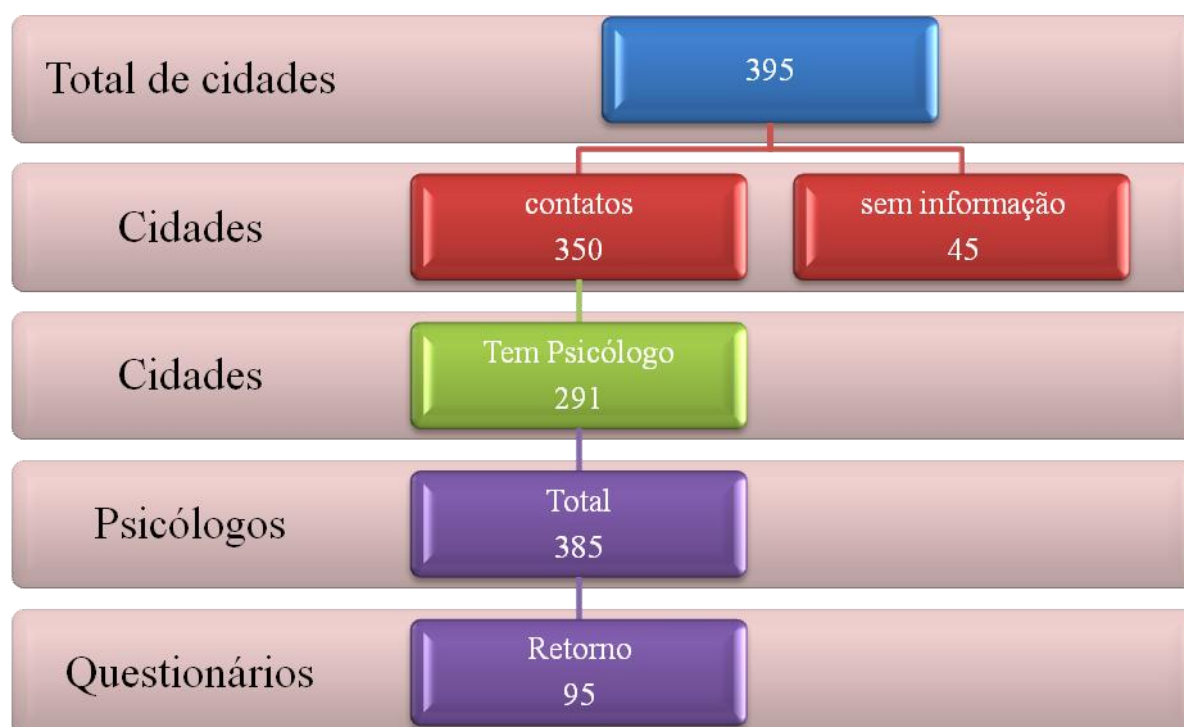 Total de cidades
395
Cidades
contatos
350
sem informação
45
Cidades
Tem Psicólogo
291
Psicólogos
Total
385
Questionários
Retorno
95